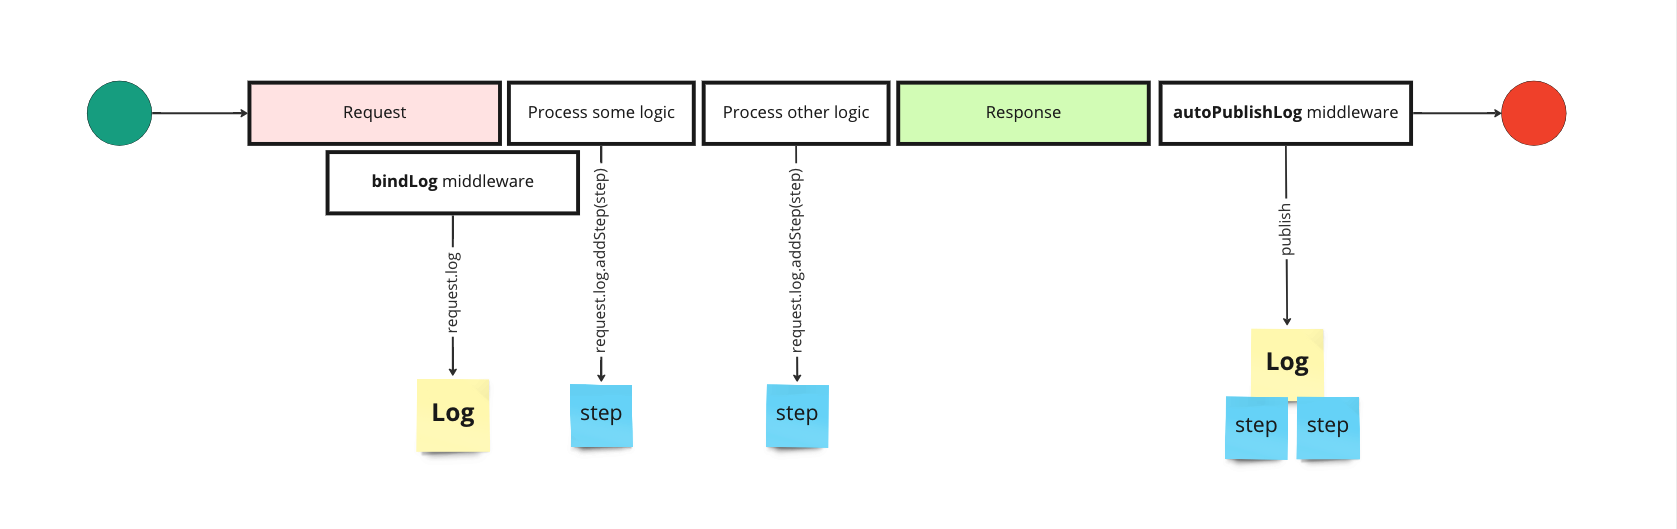 Request
Process some logic
Process other logic
Response
autoPublishLog middleware
bindLog middleware
request.log
request.log.addStep(step)
request.log.addStep(step)
publish
Log
step
step
Log
step
step